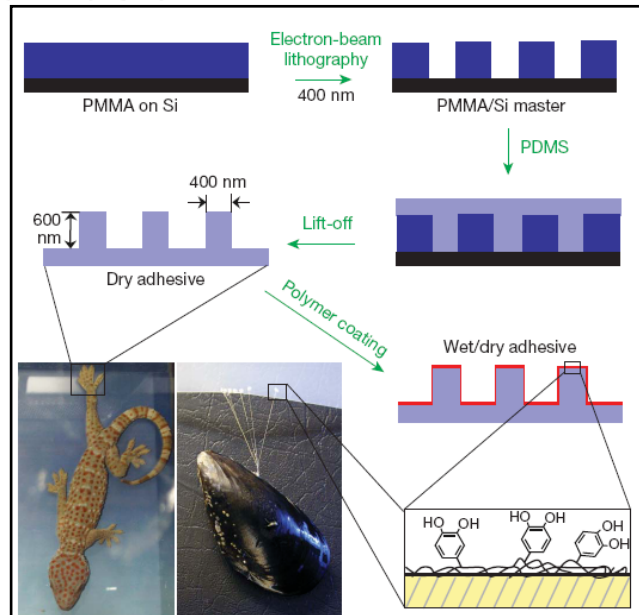 Electron-beam
lithography
400 nm
PMMA on Si
PMMA/Si master
PDMS
400 nm
600
nm
Lift-off
Dry adhesive
Polymer coating
Wet/dry adhesive
HO OH
HO OH
OH
HO